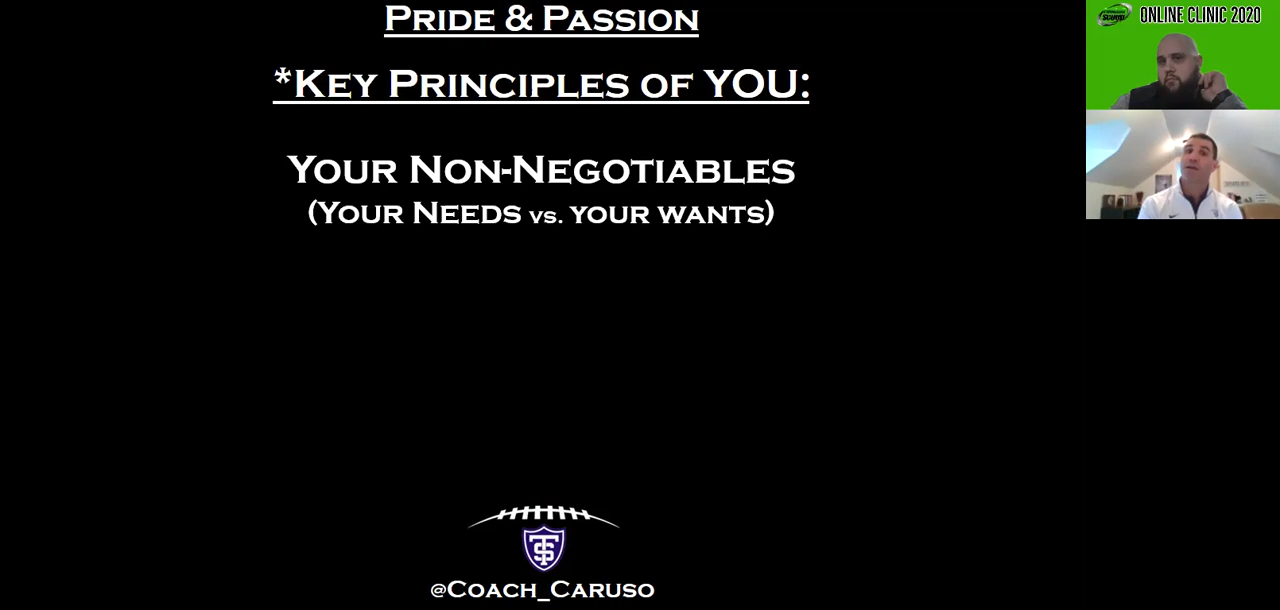 Pride & Passion
*Key Principles of YOU:
Your Non-Negotiables
(Your Needs vs. your wants)
@Coach_Caruso
ONLINE CLINIC 2020